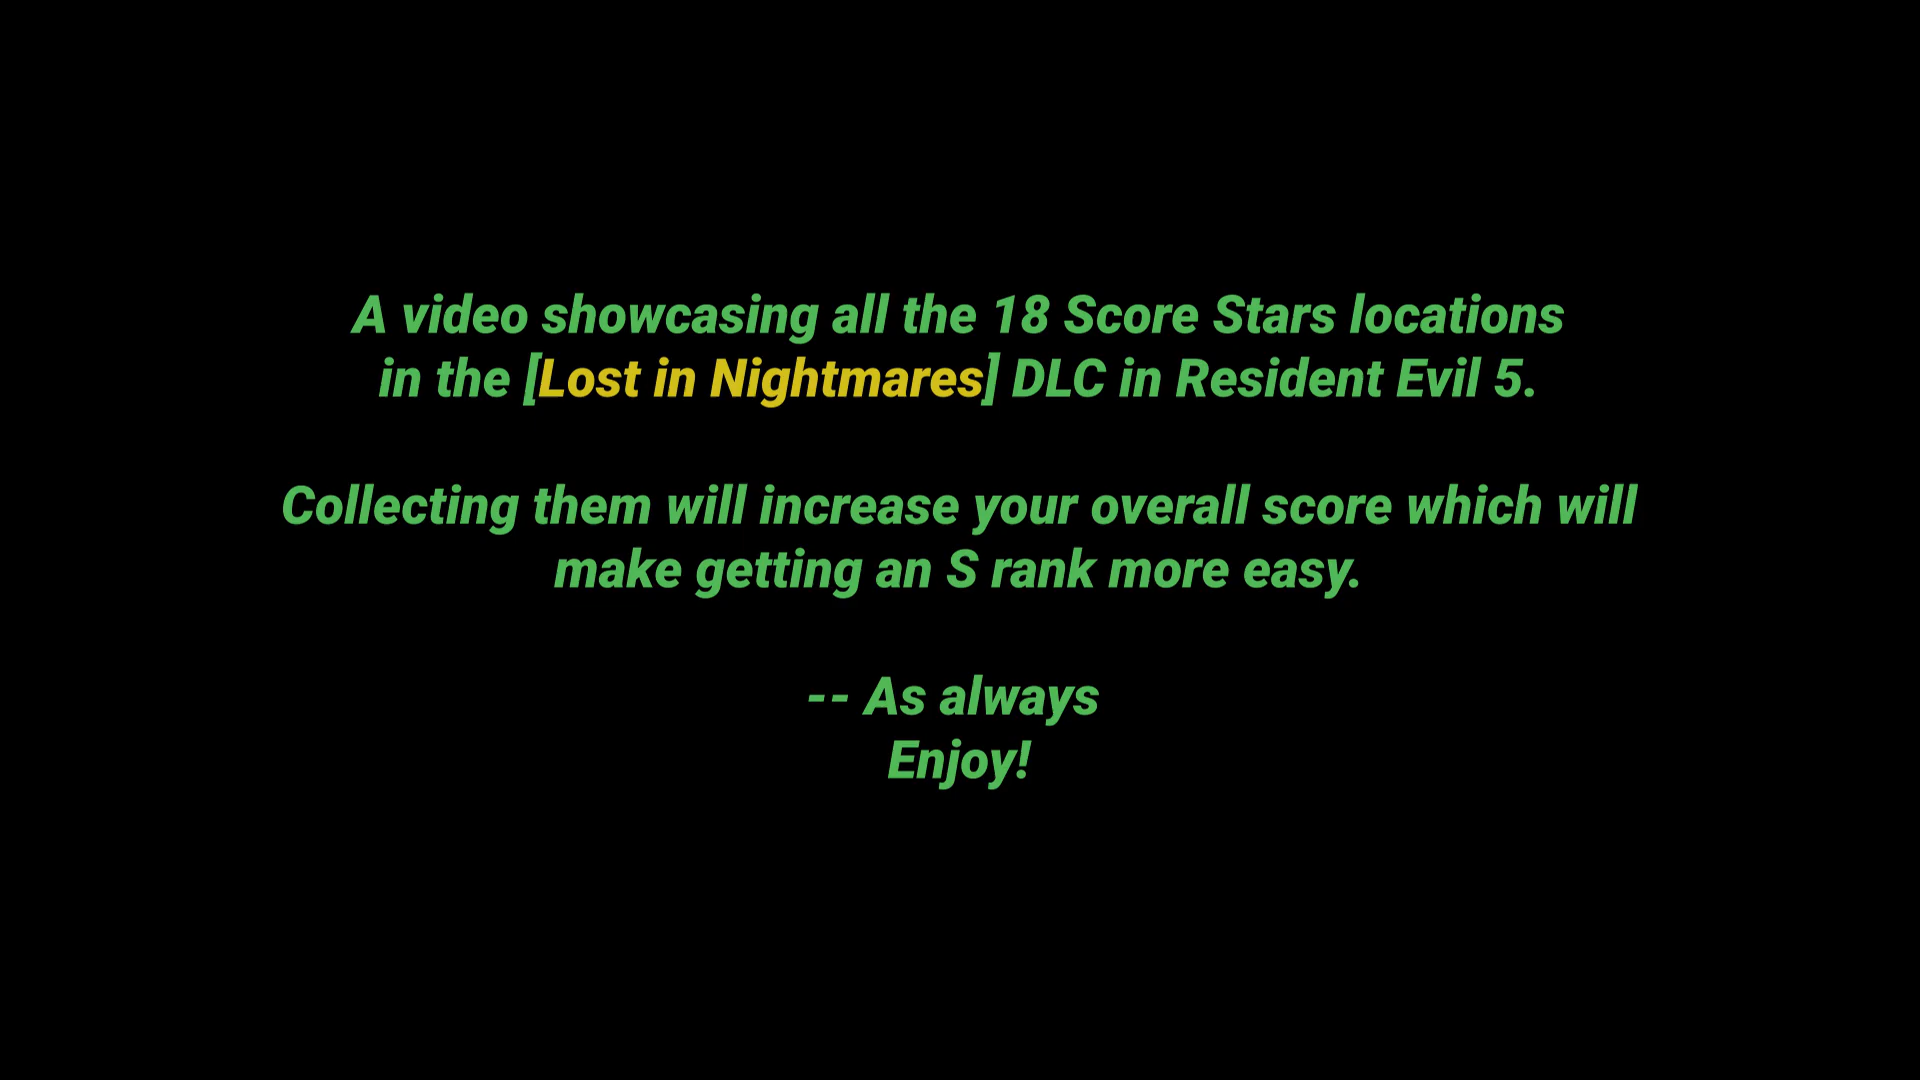 A video showcasing all the 18 Score Stars locations
in the [Lost in Nightmares] DLC in Resident Evil 5.
Collecting them will increase your overall score which will
make getting an S rank more easy.
-- As always
Enjoy!